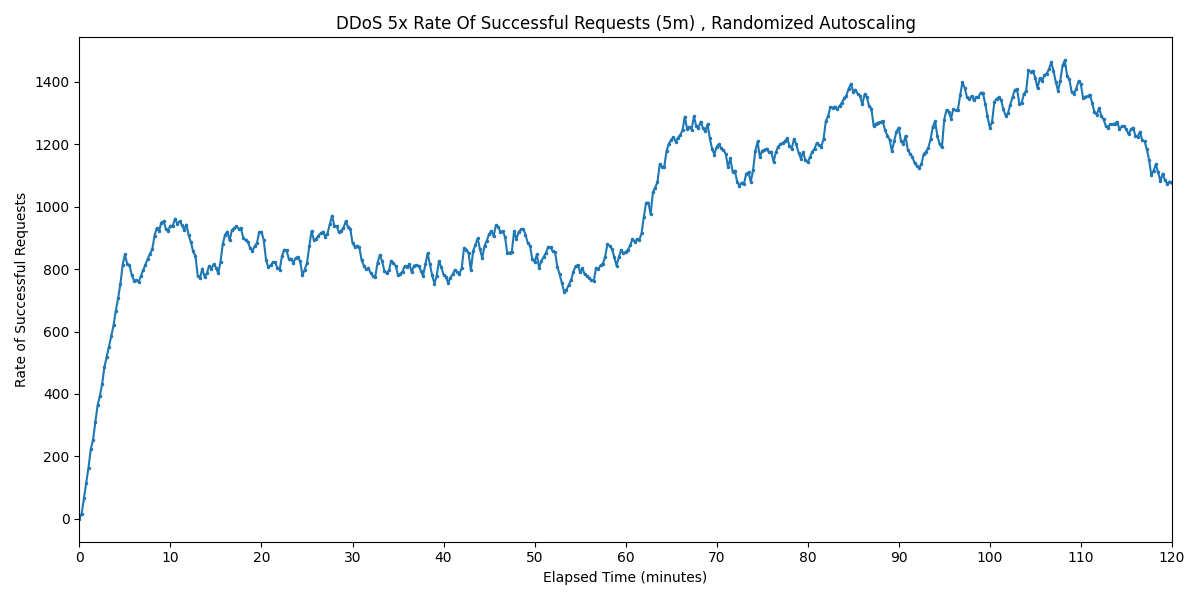 DDoS 5x Rate Of Successful Requests (5m) , Randomized Autoscaling
Rate of Successful Requests
1400
1200
1000
800
600
400
200
0
0 10 20 30 40 50 60 70 80 90 100 110 120
Elapsed Time (minutes)